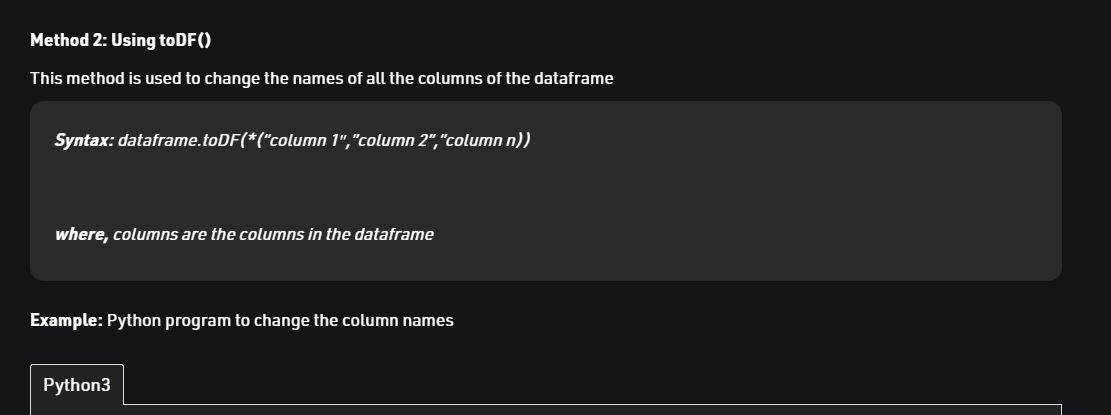 Method 2: Using toDF()
This method is used to change the names of all the columns of the dataframe
Syntax: dataframe.toDF(*(“column 1″,”column 2”,”column n))
where, columns are the columns in the dataframe
Example: Python program to change the column names
Python3